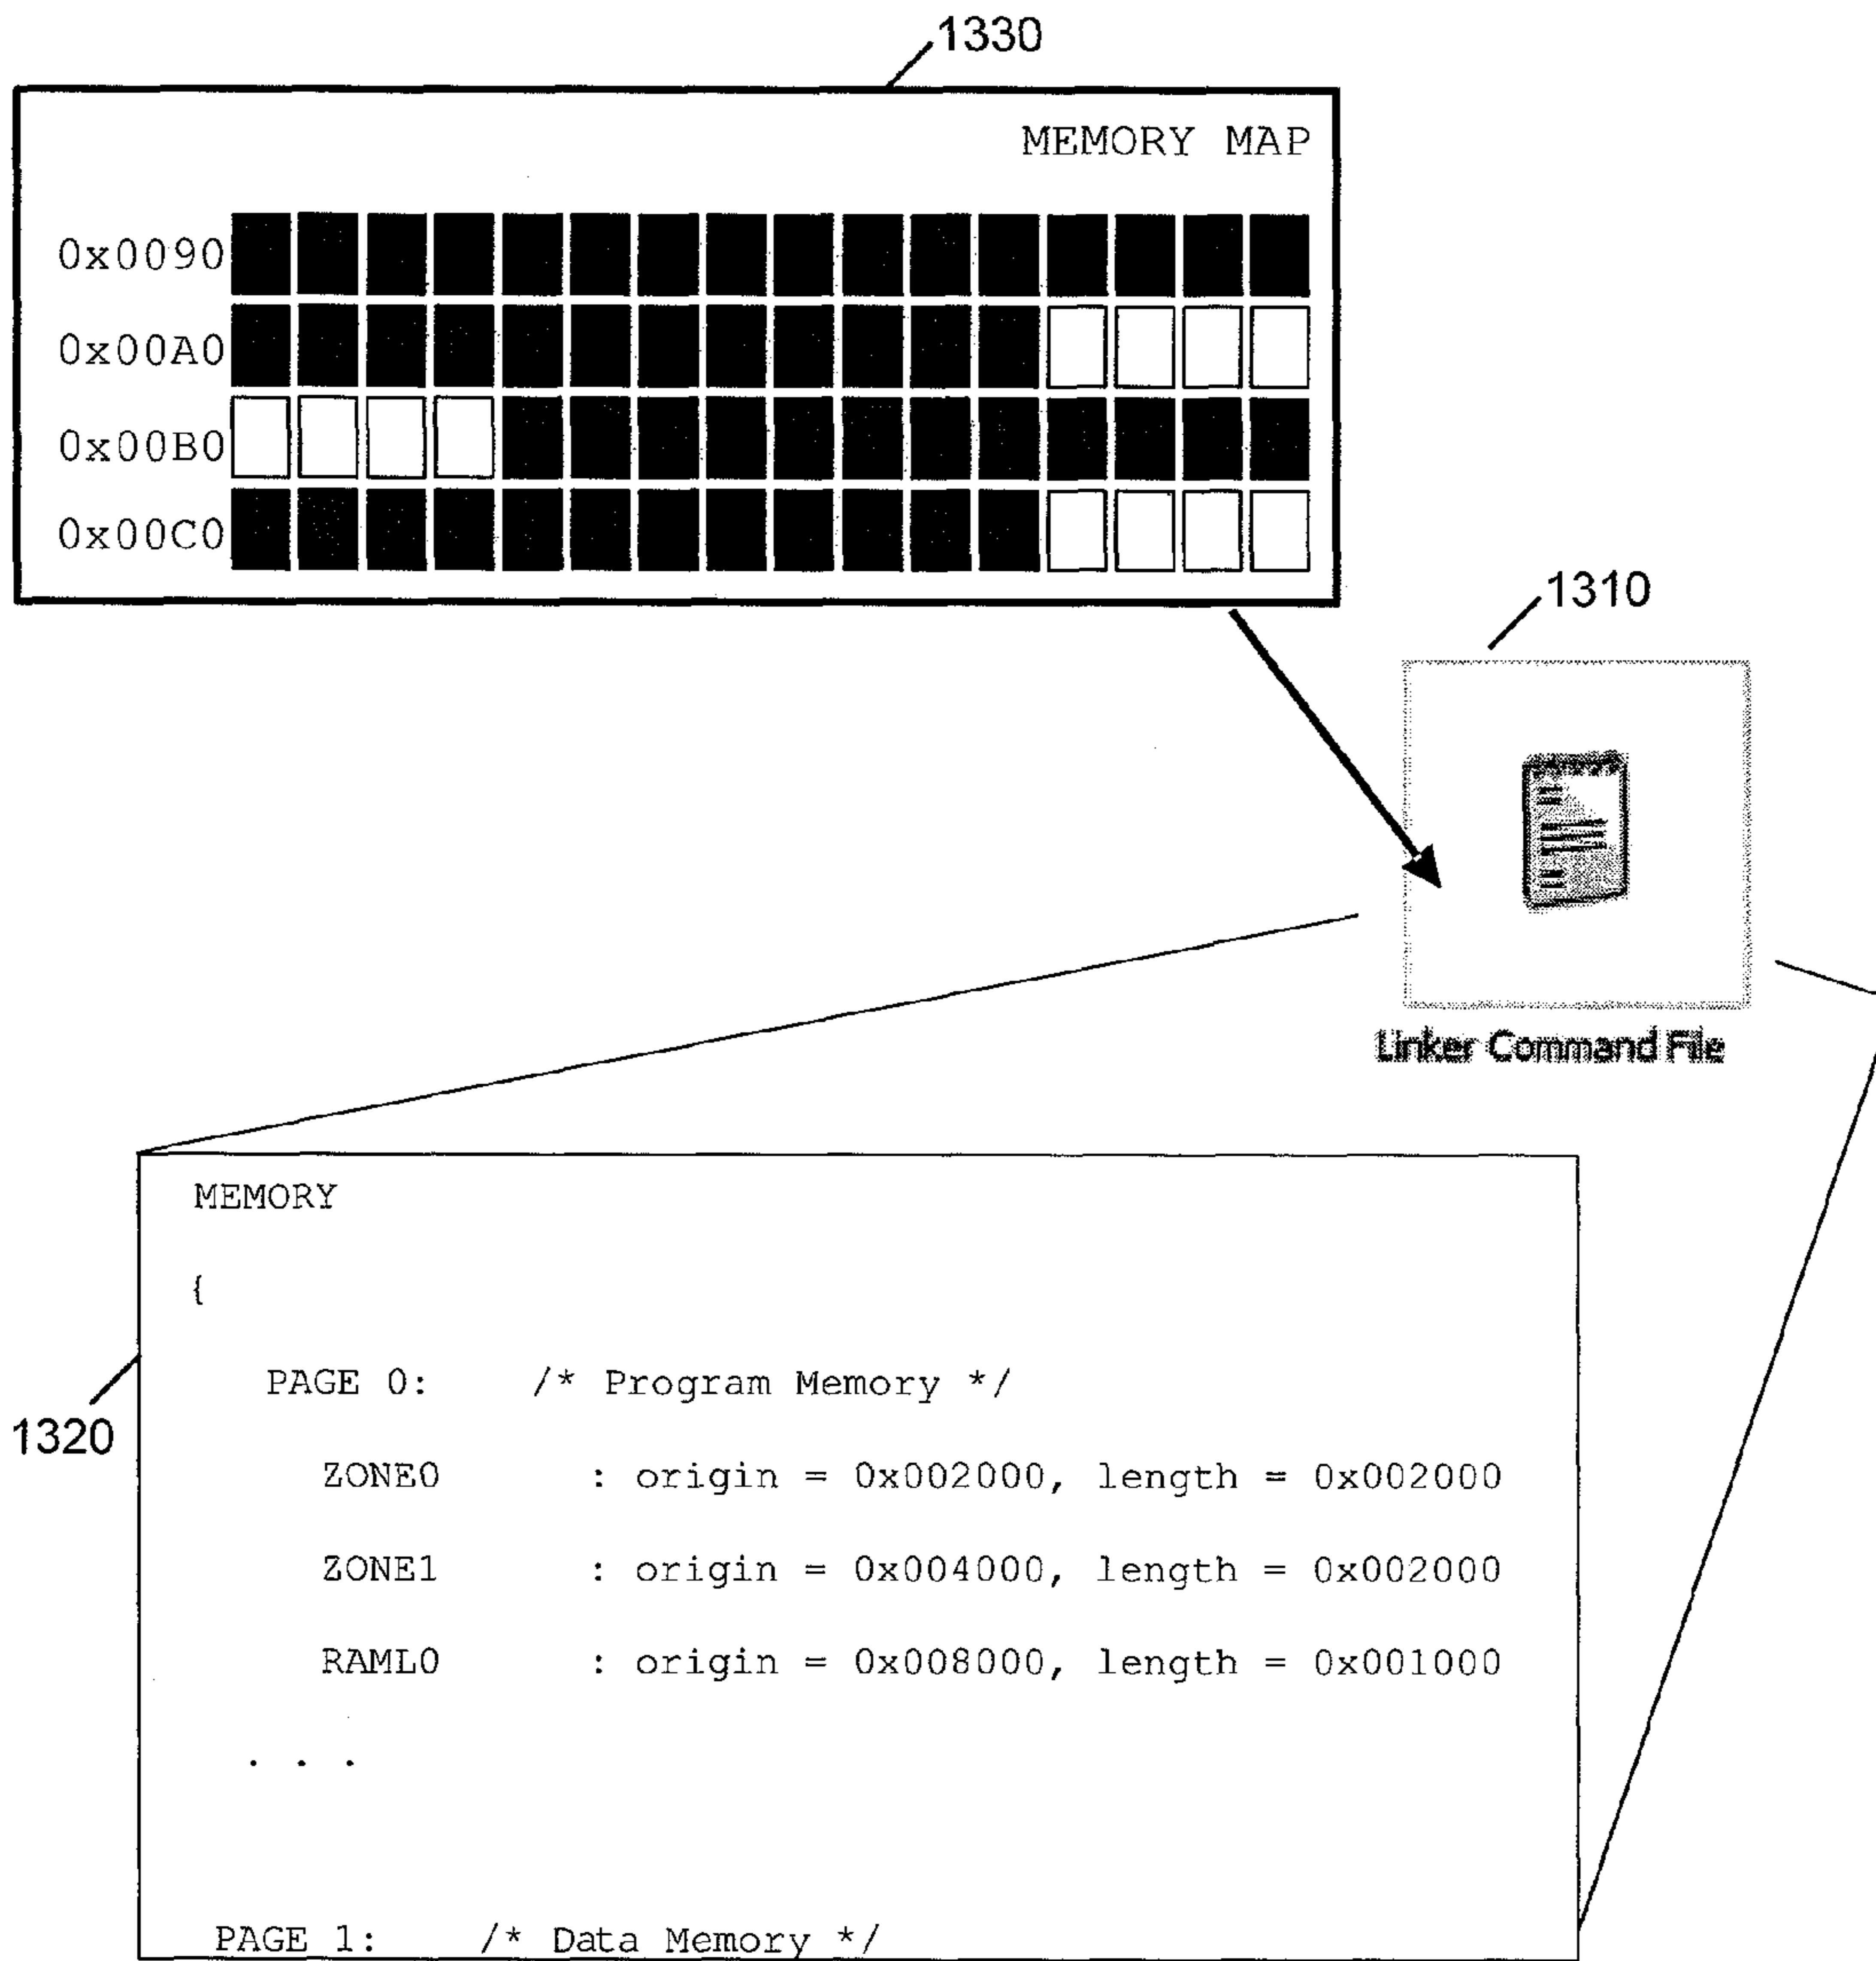 1330
MEMORY MAP
0x0090
0x00A0
0x00B0
0x00C0
1310
Linker Command File
MEMORY
{
PAGE 0: /* Program Memory */
1320
ZONE0 : origin = 0x002000, length = 0x002000
ZONE1 : origin = 0x004000, length = 0x002000
RAML0 : origin = 0x008000, length = 0x001000
. . .
PAGE 1: /* Data Memory */